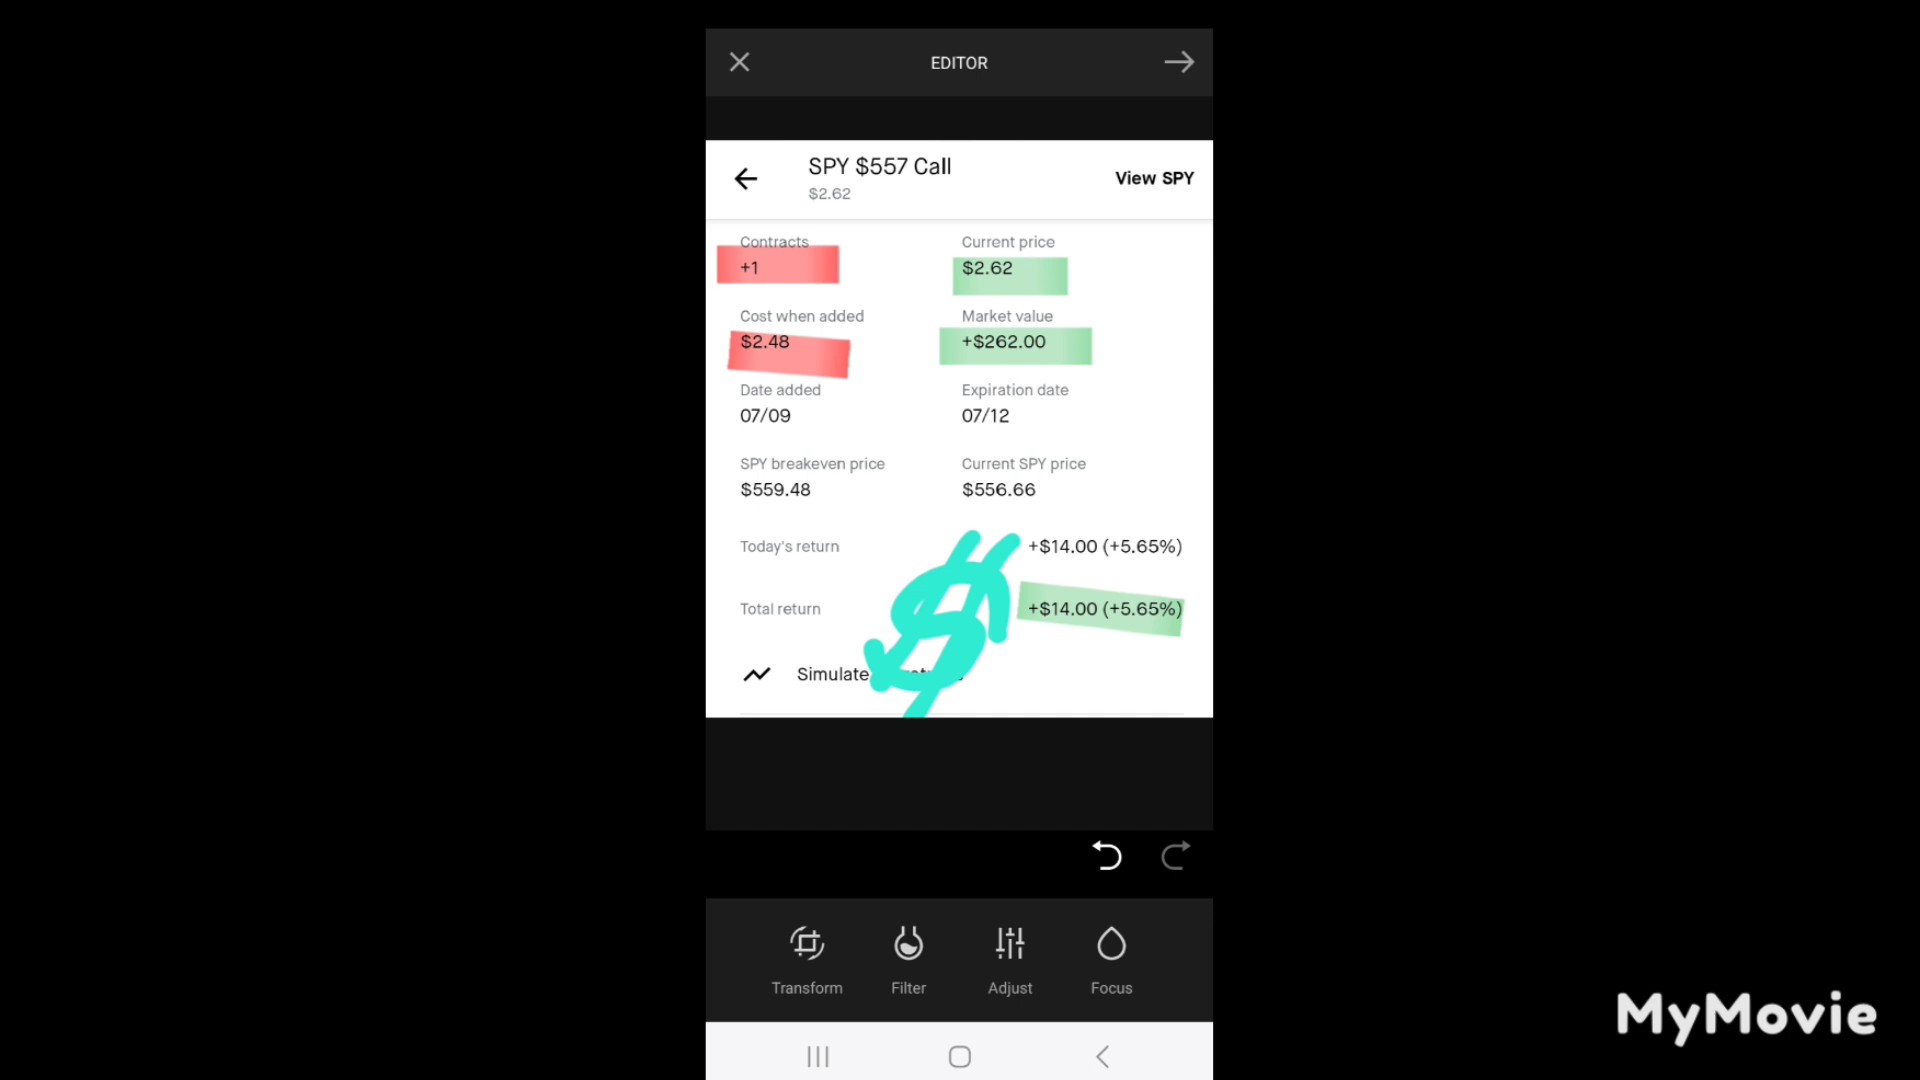 EDITOR
SPY $557 Call
$2.62
View SPY
Contracts
+1
Current price
$2.62
Cost when added
$2.48
Market value
+$262.00
Date added
07/09
Expiration date
07/12
SPY breakeven price
$559.48
Current SPY price
$556.66
Today's return
+$14.00 (+5.65%)
Total return
+$14.00 (+5.65%)
Simulate
$
Transform
Filter
Adjust
Focus
MyMovie